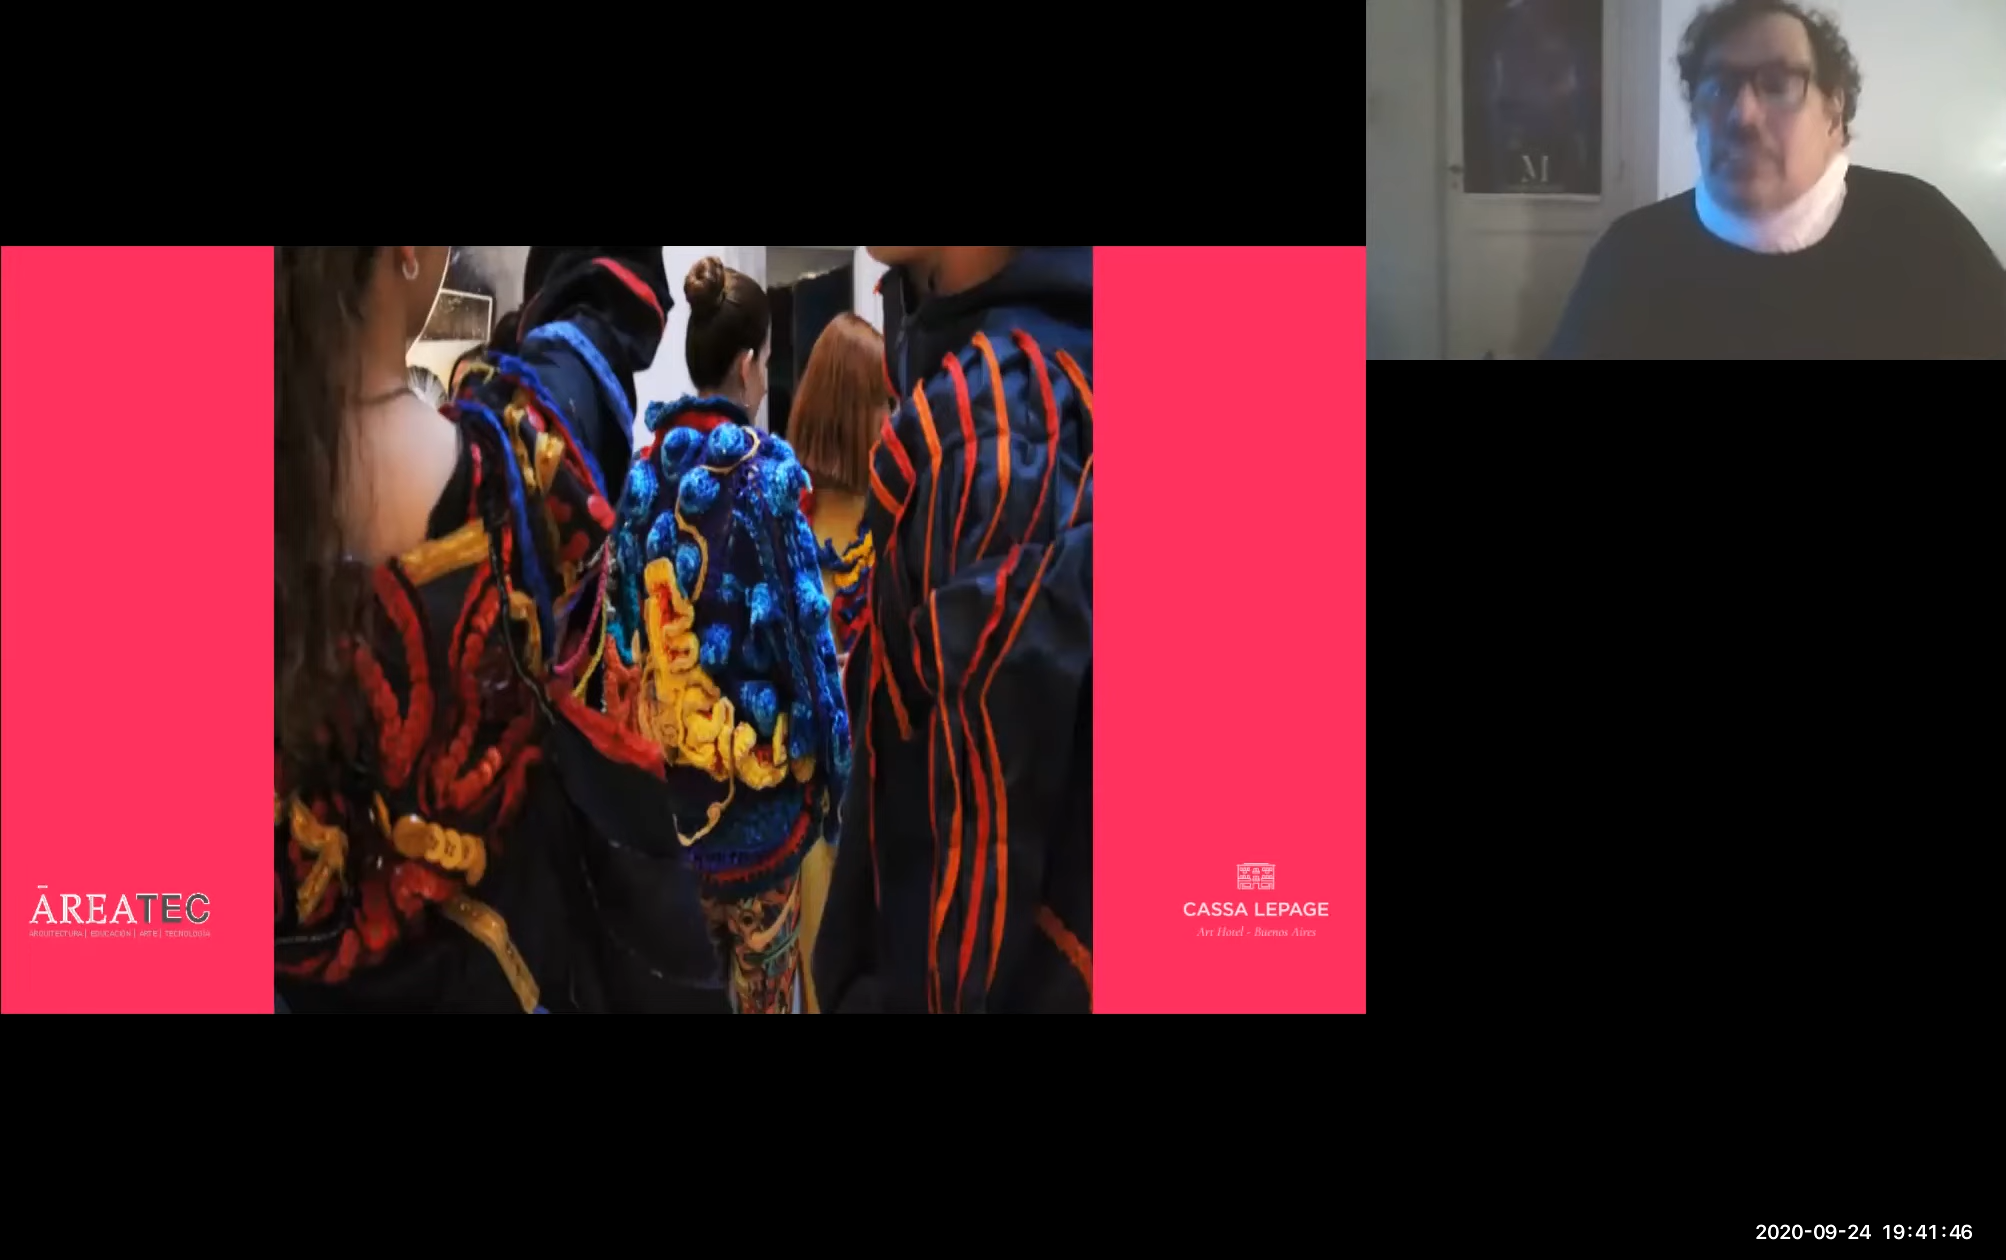 M
ĀREATEC
ARQUITECTURA | EDUCACIÓN | ARTE | TECNOLOGÍA
CASSA LEPAGE
Art Hotel - Buenos Aires
2020-09-24 19:41:46